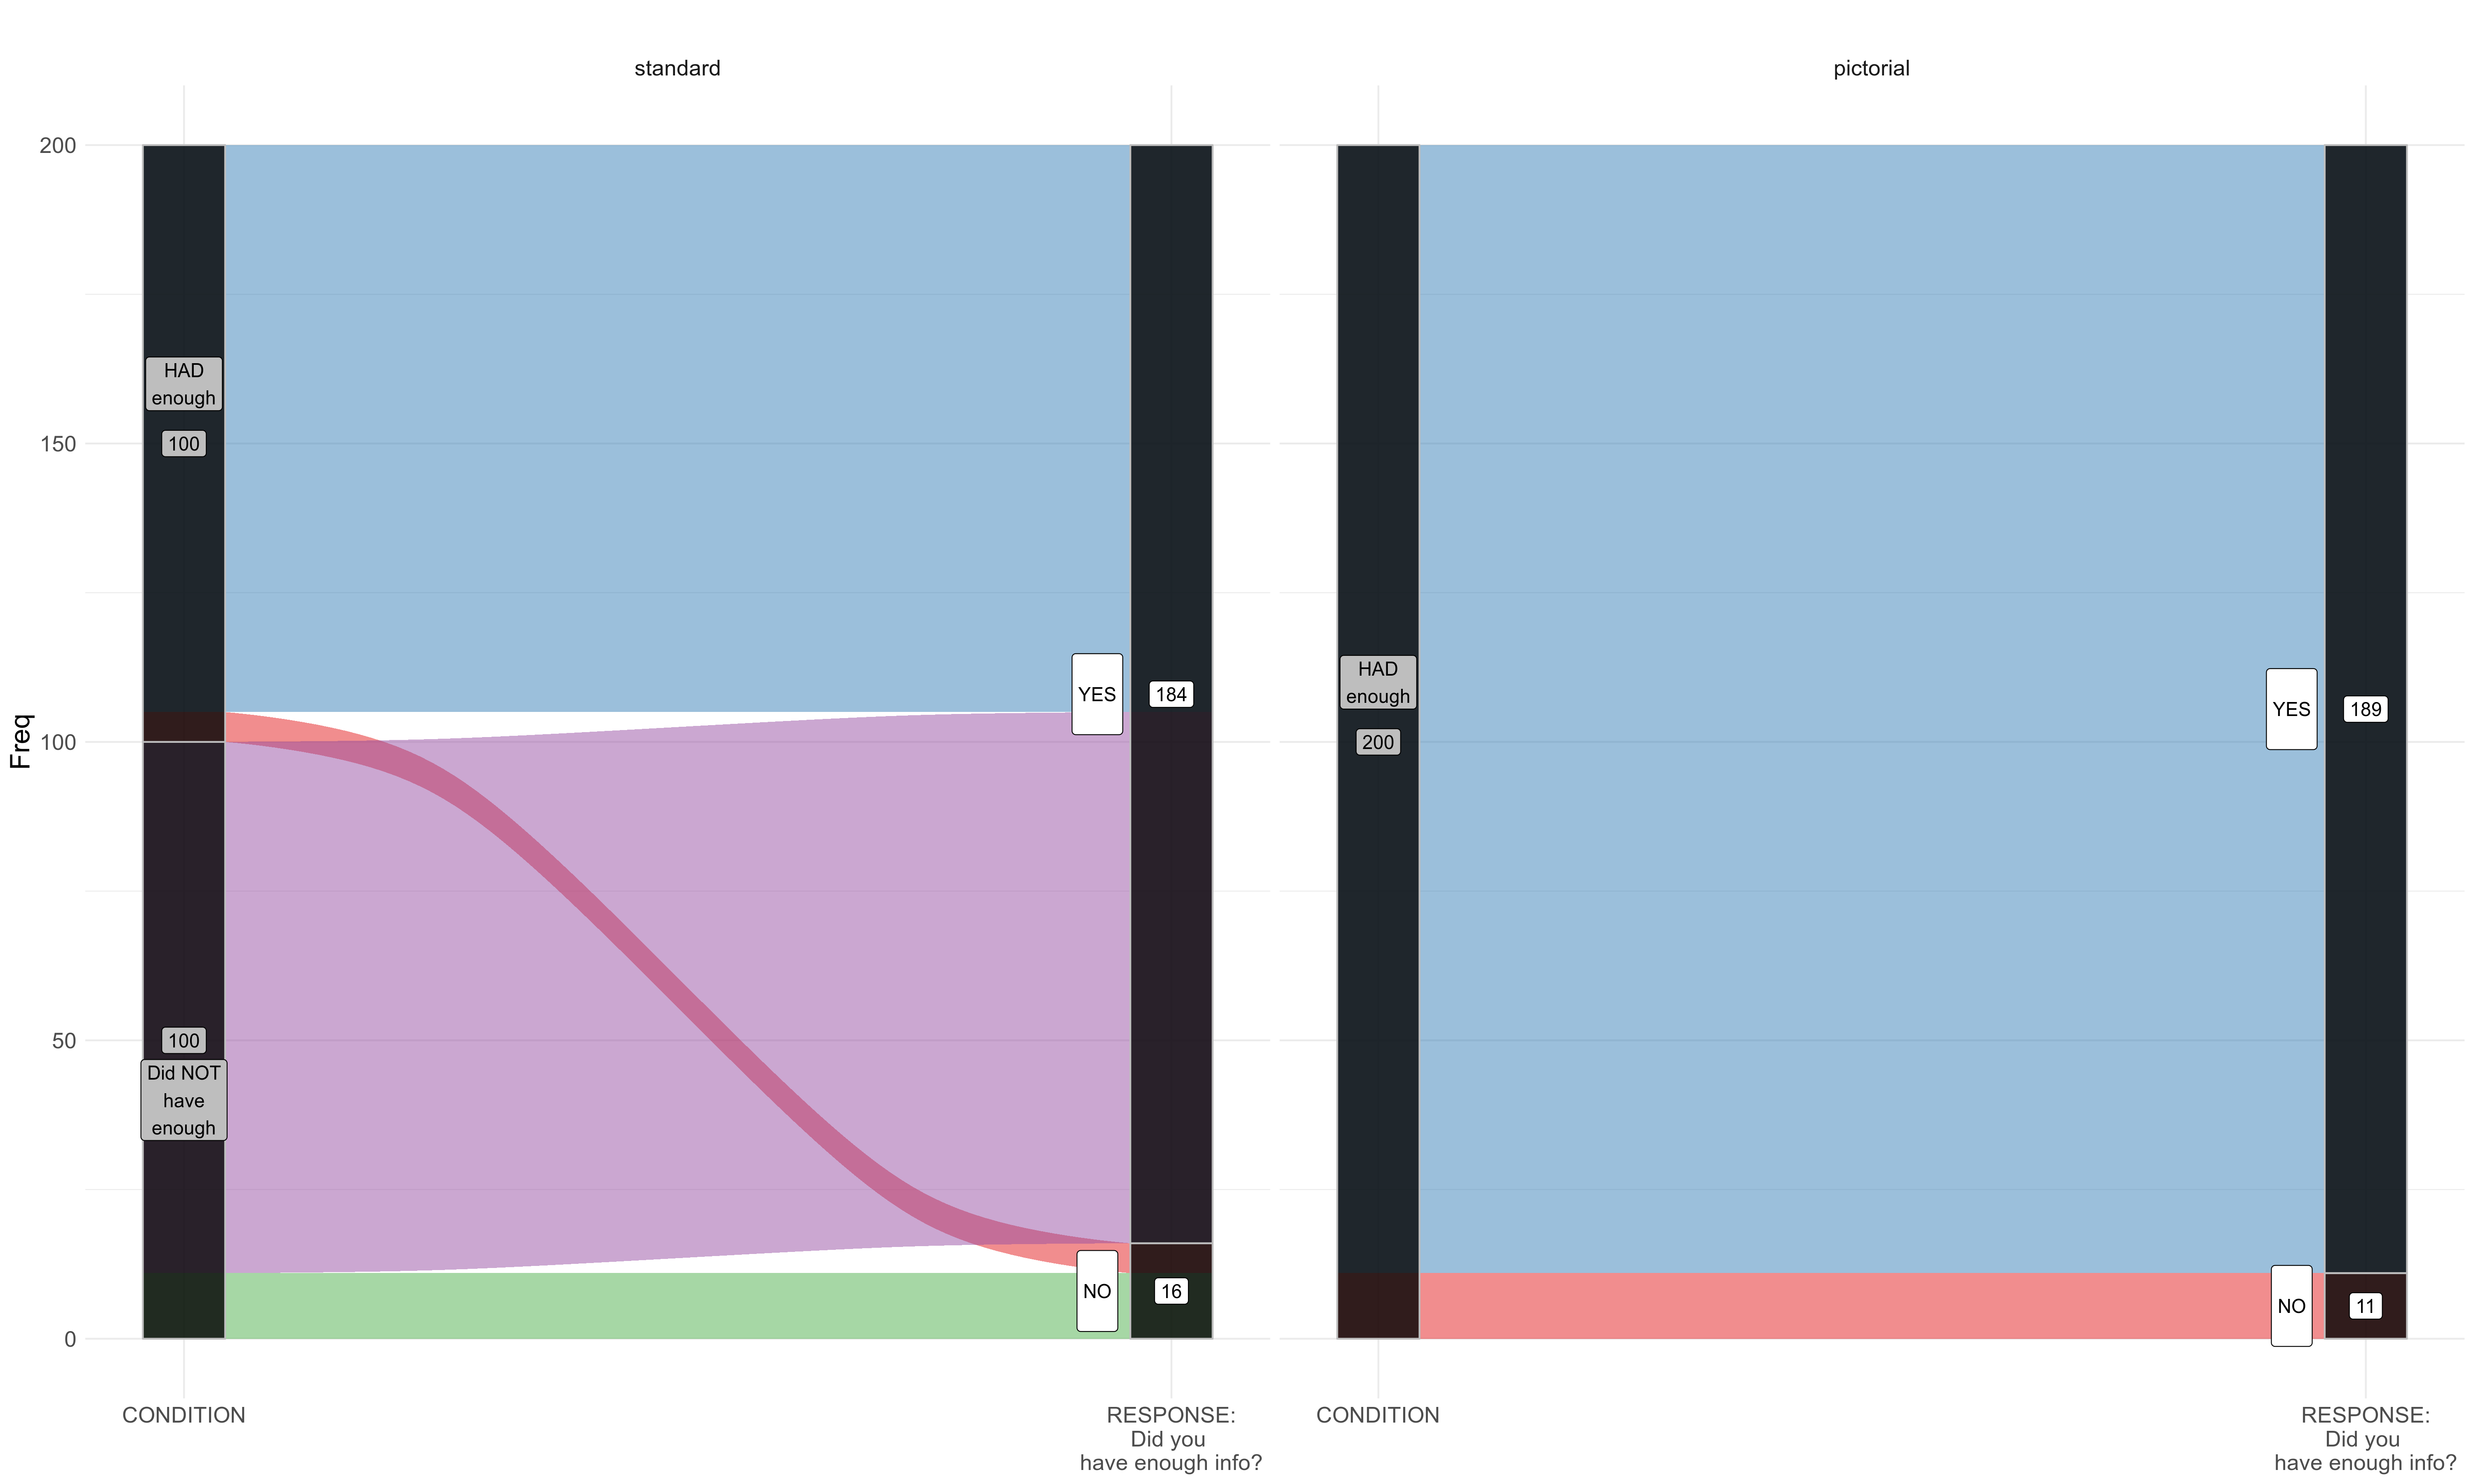 standard
pictorial
Freq
200
150
100
50
0
HAD
enough
100
100
Did NOT
have
enough
YES
184
NO
16
HAD
enough
200
YES
189
NO
11
CONDITION
RESPONSE:
Did you
have enough info?
CONDITION
RESPONSE:
Did you
have enough info?